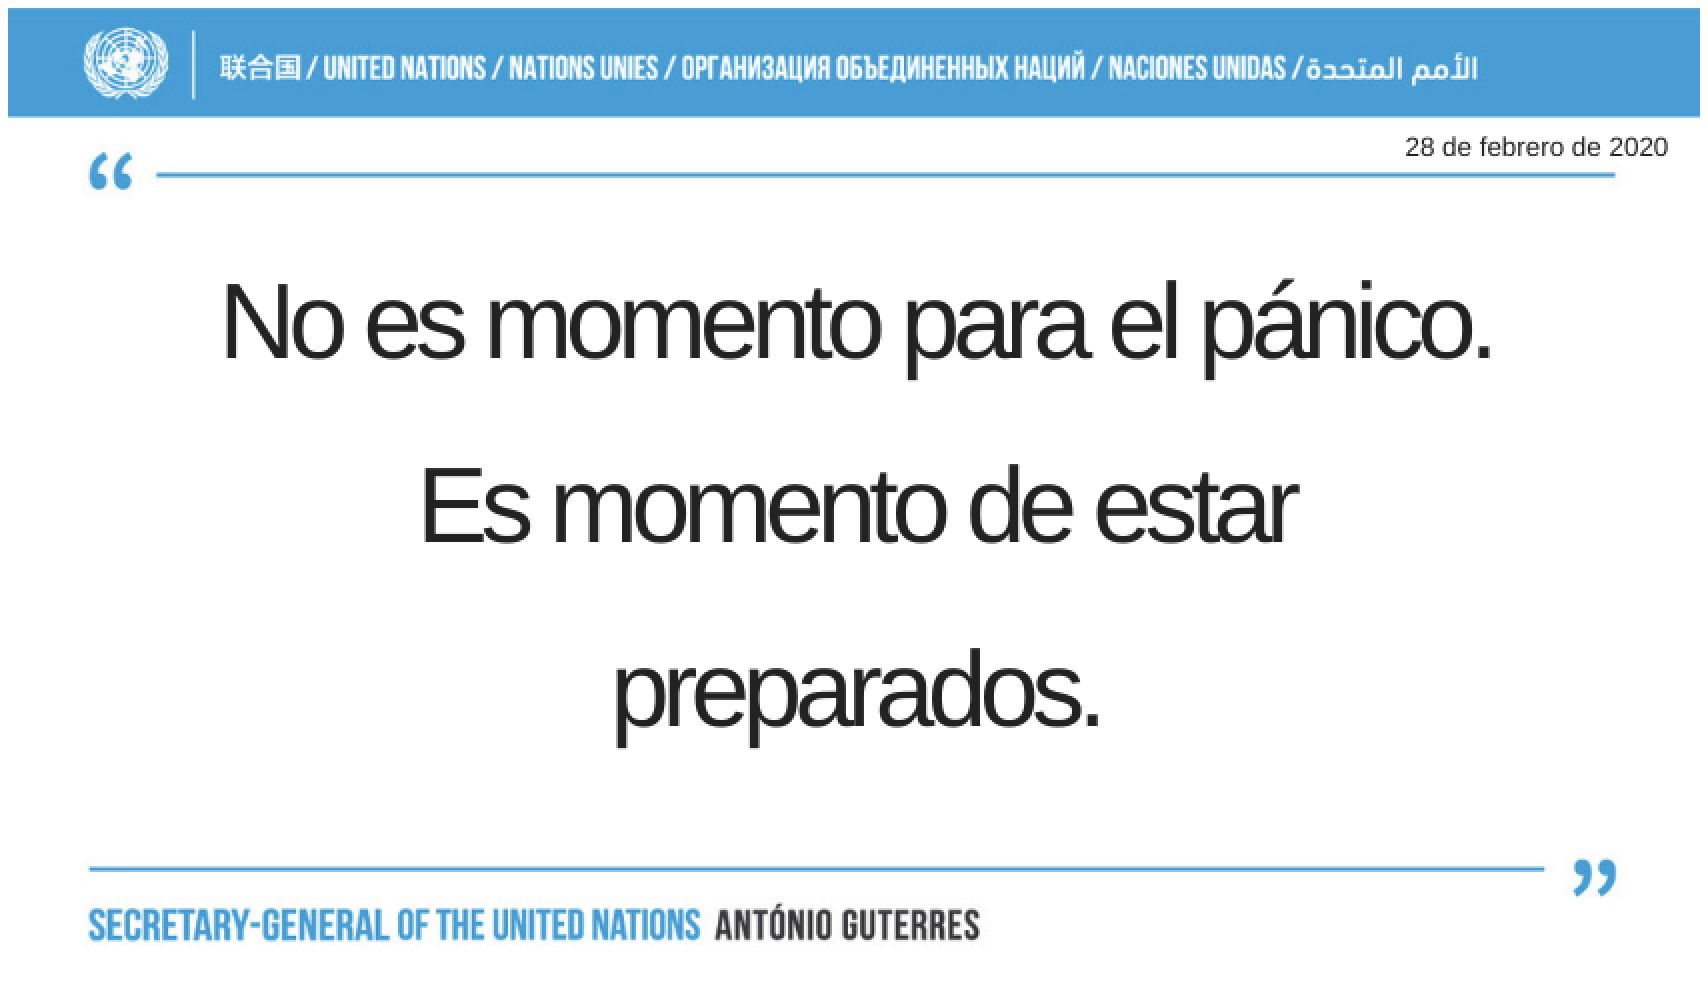 联合国 / UNITED NATIONS / NATIONS UNIES / ОРГАНИЗАЦИЯ ОБЪЕДИНЕННЫХ НАЦИЙ / NACIONES UNIDAS / الأمم المتحدة
28 de febrero de 2020
“
No es momento para el pánico.
Es momento de estar
preparados.
”
SECRETARY-GENERAL OF THE UNITED NATIONS ANTÓNIO GUTERRES